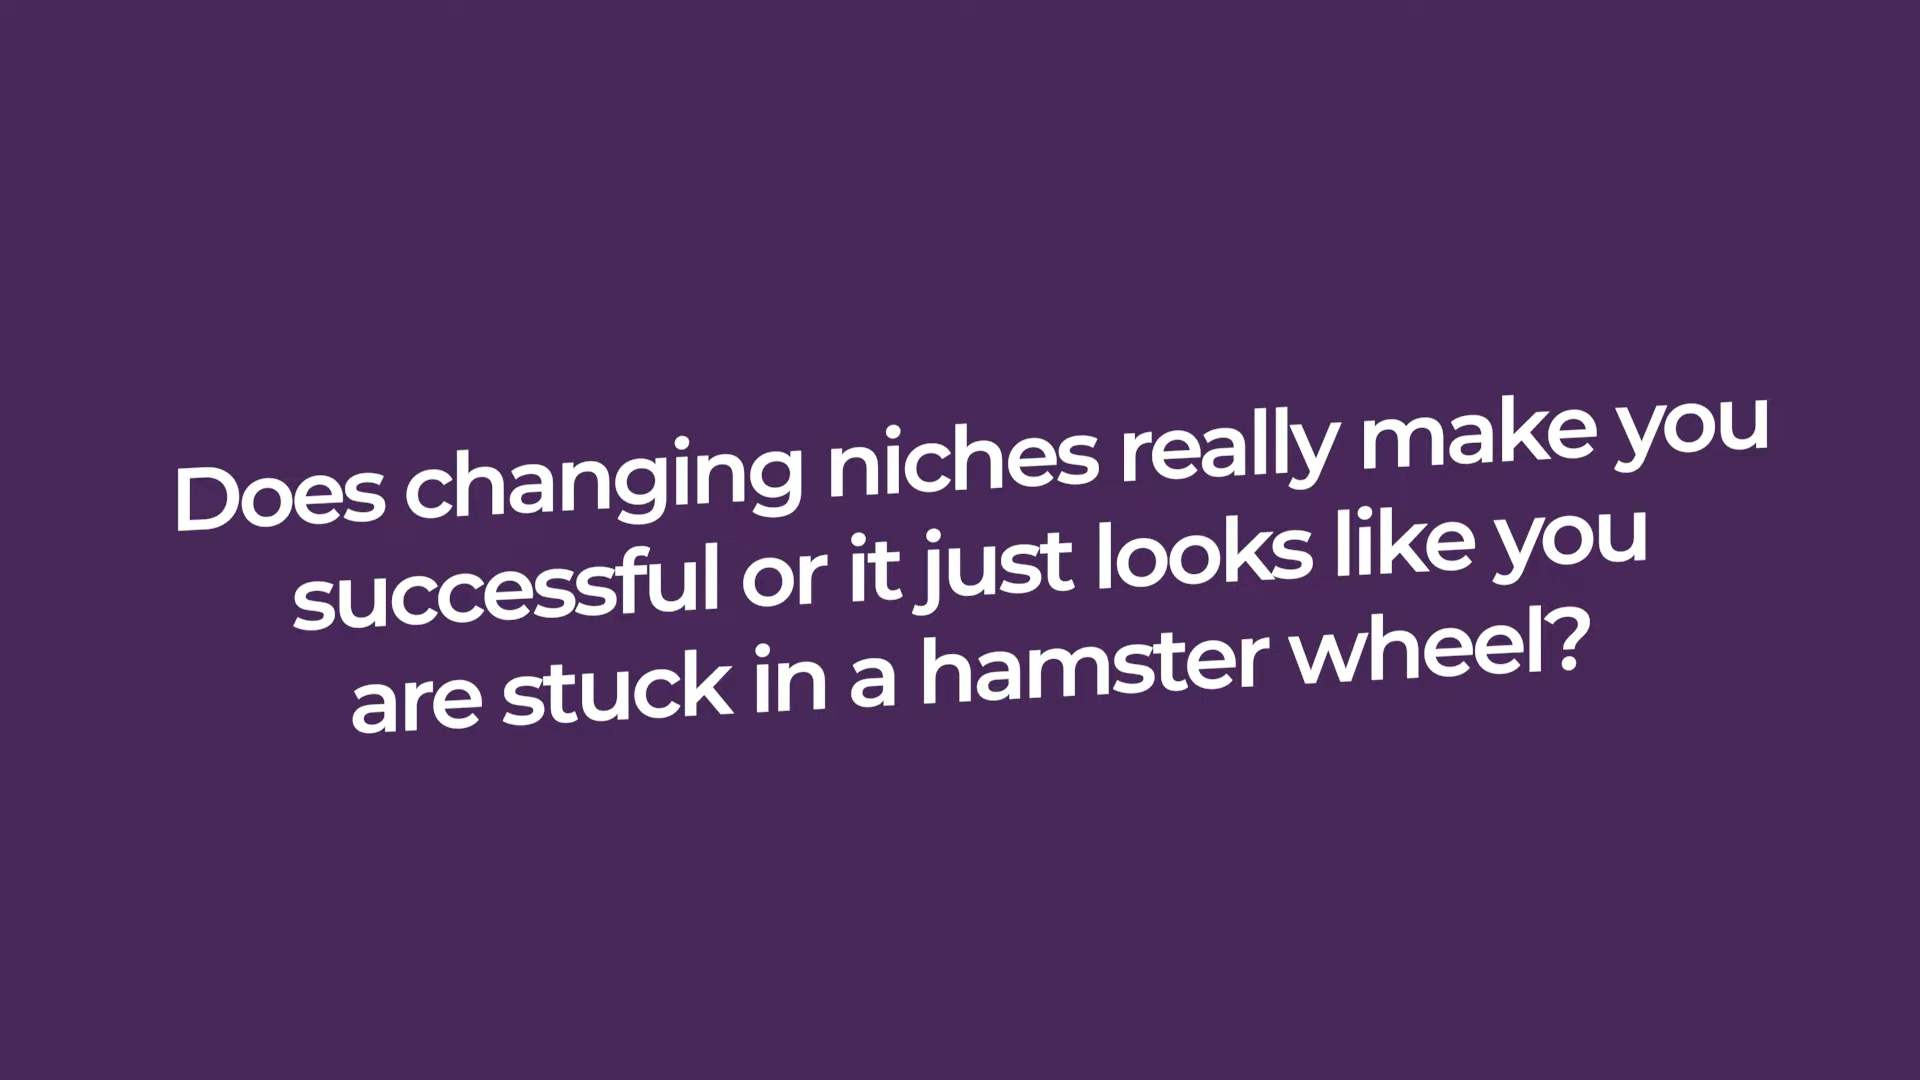 Does changing niches really make you
successful or it just looks like you
are stuck in a hamster wheel?